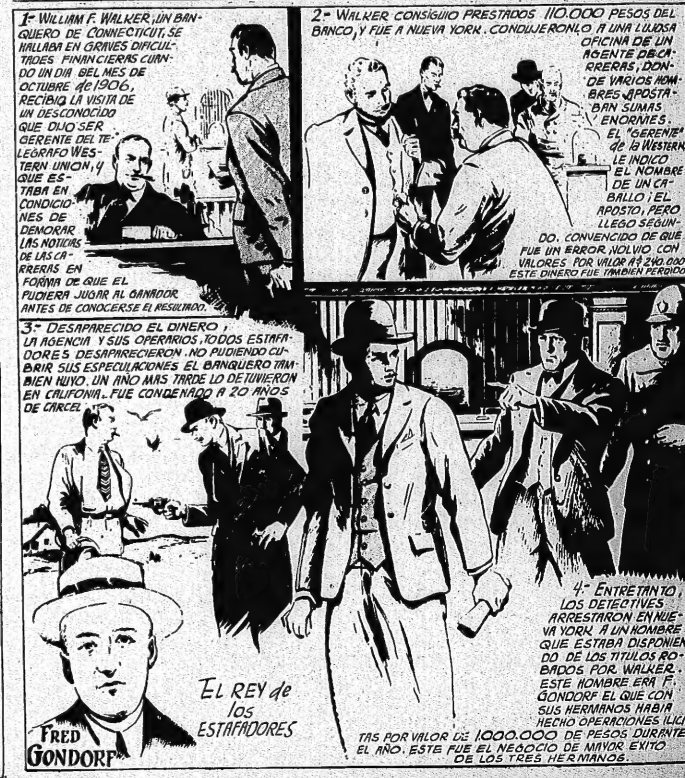 1- WILLIAM F. WALKER, UN BAN-
QUERO DE CONNECTICUT, SE
HALLABA EN GRAVES DIFICUL-
TADES FINANCIERAS CUAN-
DO UN DIA DEL MES DE
OCTUBRE de 1906,
RECIBIO LA VISITA DE
UN DESCONOCIDO
QUE DIJO SER
GERENTE DEL TE-
LEGRAFO WES-
TERN UNION, Y
QUE ES-
TABA EN
CONDICIO-
NES DE
DEMORAR
LAS NOTICIAS
DE LAS CA-
RRERAS EN
FORMA DE QUE EL
PUDIERA JUGAR AL GANADOR
ANTES DE CONOCERSE EL RESULTADO.
2- WALKER CONSIGUIO PRESTADOS 110.000 PESOS DEL
BANCO, Y FUE A NUEVA YORK. CONDUJERONLO A UNA LUJOSA
OFICINA DE UN
AGENTE DE CA-
RRERAS, DON-
DE VARIOS HOM-
BRES APOSTA-
BAN SUMAS
ENORMES.
EL "GERENTE"
de la WESTERN
LE INDICO
EL NOMBRE
DE UN CA-
BALLO; EL
APOSTO, PERO
LLEGO SEGUN-
DO. CONVENCIDO DE QUE
FUE UN ERROR, VOLVIO CON
VALORES POR VALOR A $ 240.000
ESTE DINERO FUE TAMBIEN PERDIDO
3- DESAPARECIDO EL DINERO,
LA AGENCIA Y SUS OPERARIOS, TODOS ESTAFA-
DORES DESAPARECIERON. NO PUDIENDO CU-
BRIR SUS ESPECULACIONES EL BANQUERO TAM-
BIEN HUYO. UN AÑO MAS TARDE LO DETUVIERON
EN CALIFONIA. FUE CONDENADO A 20 AÑOS
DE CARCEL
4- ENTRETANTO,
LOS DETECTIVES
ARRESTARON EN NUE-
VA YORK A UN HOMBRE
QUE ESTABA DISPONIEN
DO DE LOS TITULOS RO-
BADOS POR WALKER.
ESTE HOMBRE ERA F.
GONDORF EL QUE CON
SUS HERMANOS HABIA
HECHO OPERACIONES ILICI
TAS POR VALOR DE 1000.000 DE PESOS DURANTE
EL AÑO. ESTE FUE EL NEGOCIO DE MAYOR EXITO
DE LOS TRES HERMANOS.
EL REY de
los
ESTAFADORES
FRED
GONDORF